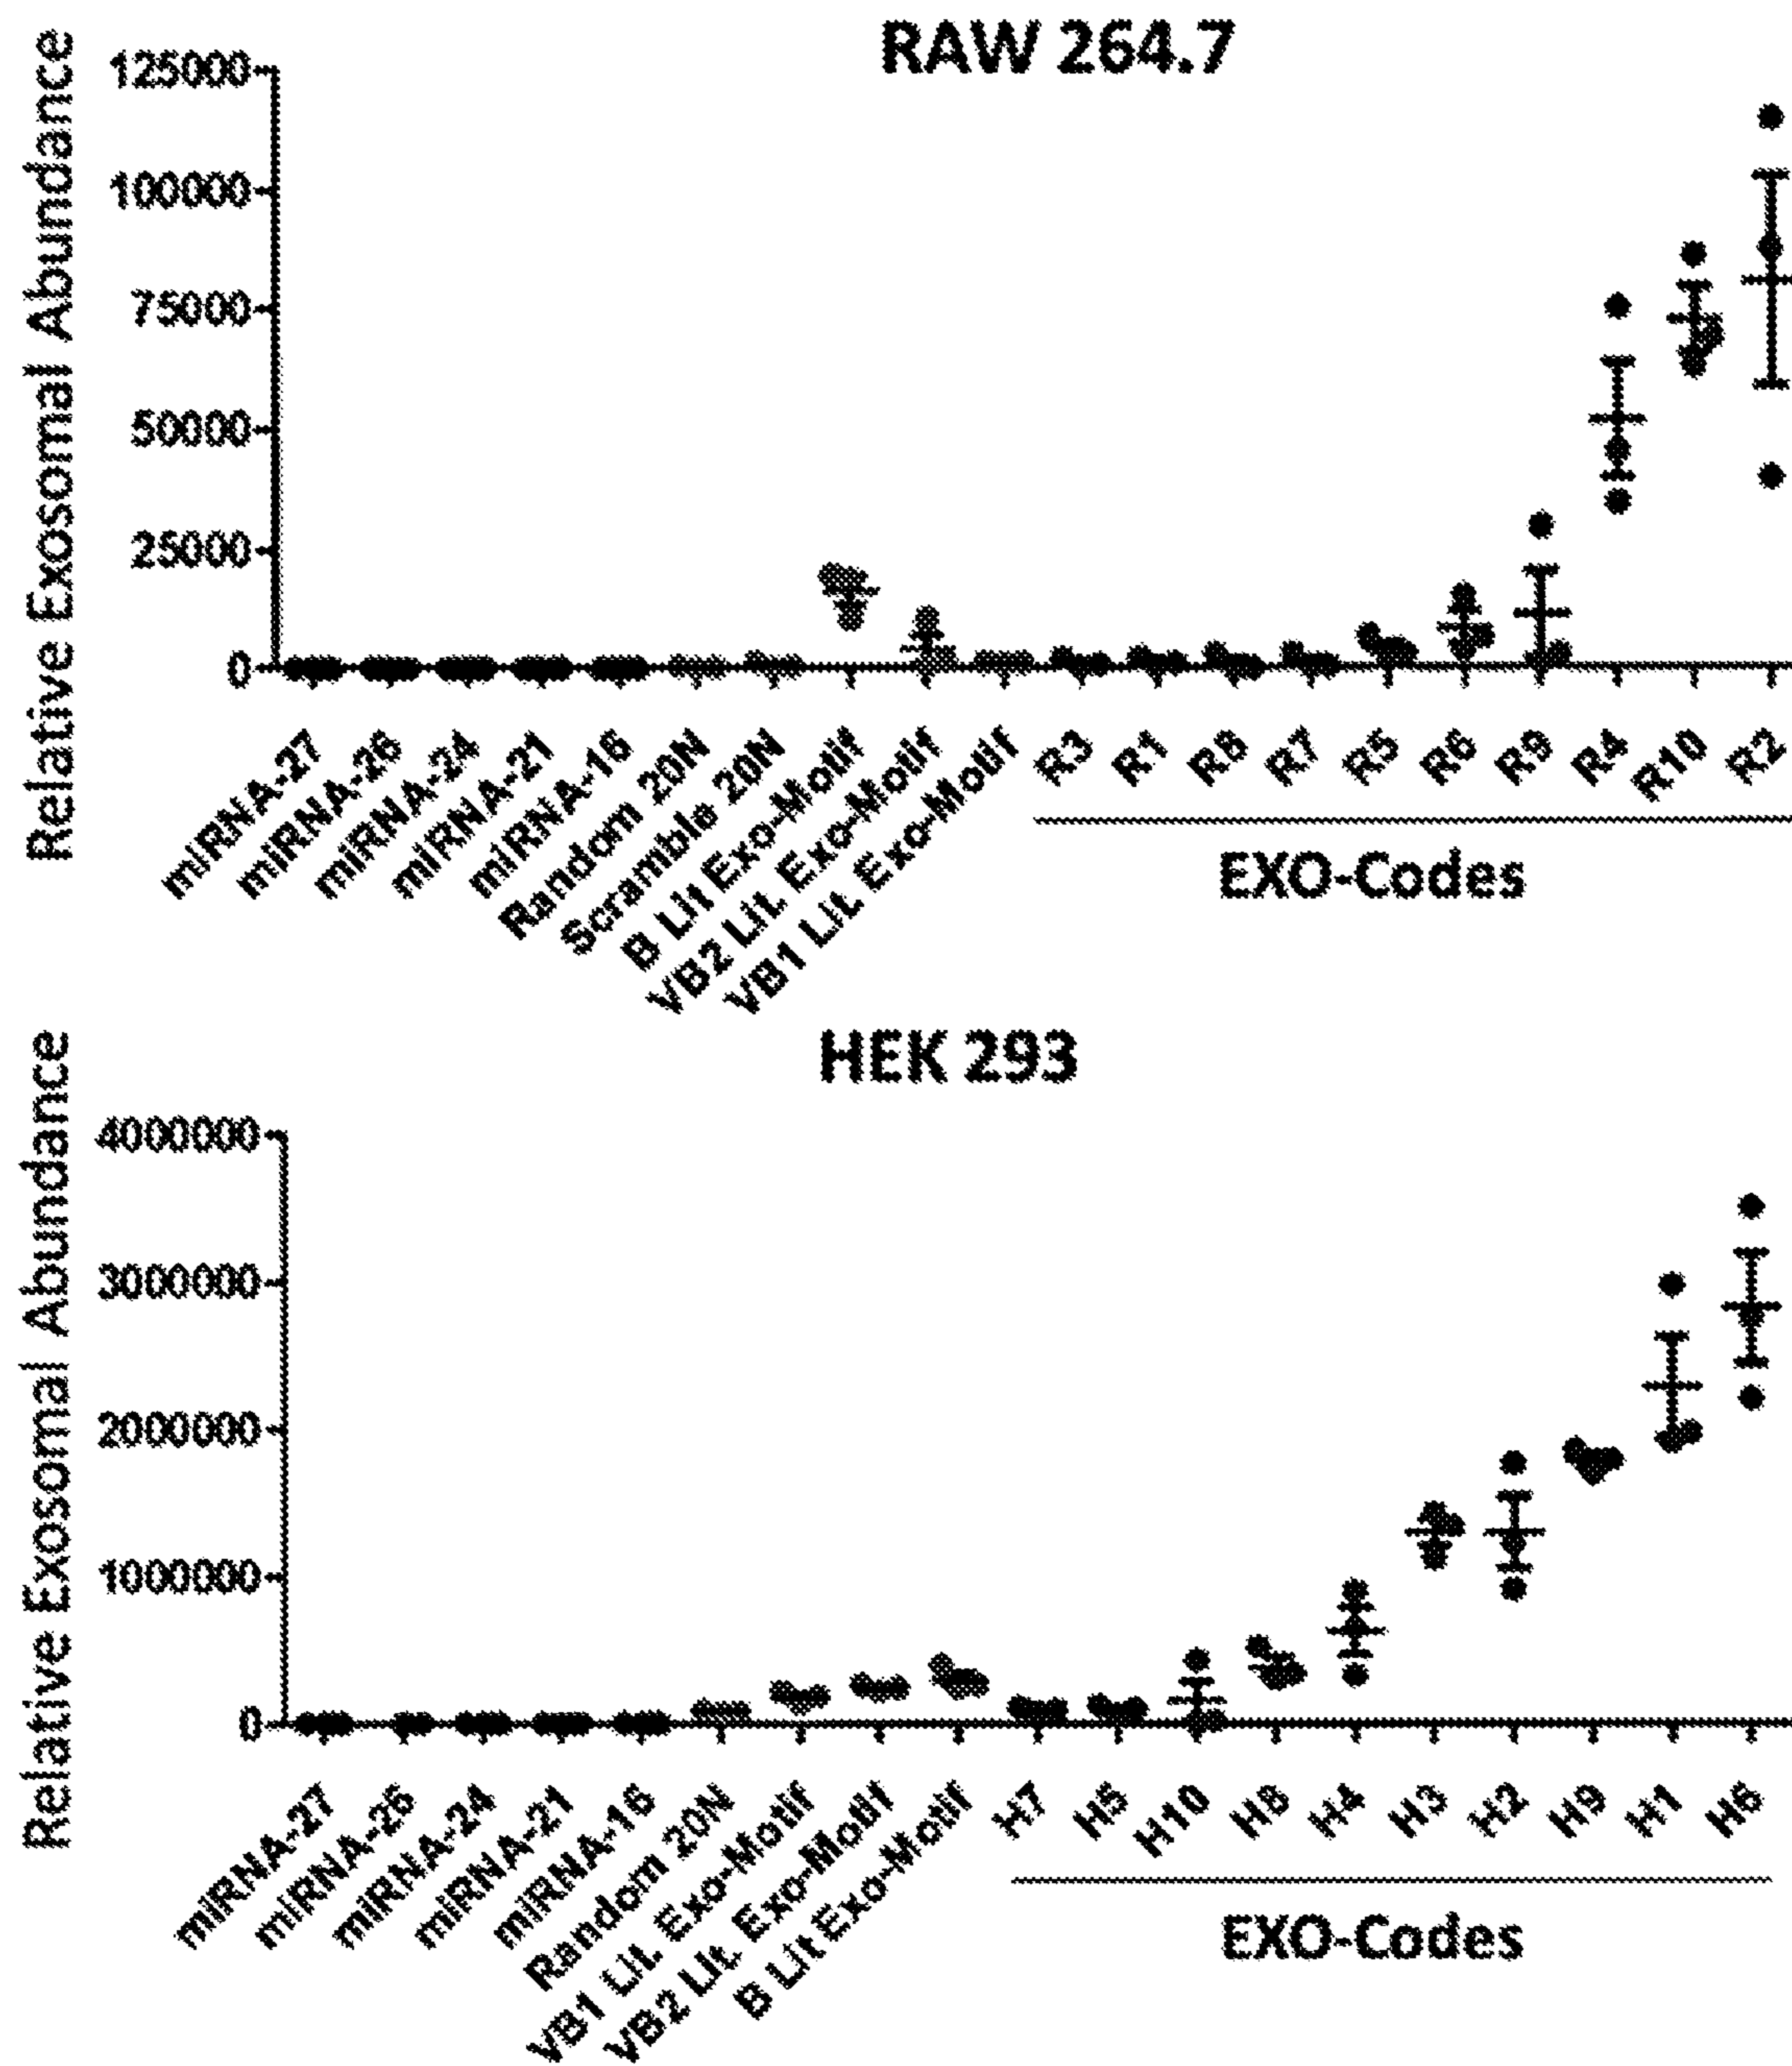 RAW 264.7
Relative Exosomal Abundance
125000
100000
75000
50000
25000
0
miRNA-27
miRNA-26
miRNA-24
miRNA-21
miRNA-16
Random 20N
Scramble 20N
B Lit Exo-Motif
VB2 Lit. Exo-Motif
VB1 Lit. Exo-Motif
R3
R1
R8
R7
R5
R6
R9
R4
R10
R2
EXO-Codes
HEK 293
Relative Exosomal Abundance
4000000
3000000
2000000
1000000
0
miRNA-27
miRNA-26
miRNA-24
miRNA-21
miRNA-16
Random 20N
VB1 Lit. Exo-Motif
VB2 Lit. Exo-Motif
B Lit Exo-Motif
H7
H5
H10
H8
H4
H3
H2
H9
H1
H6
EXO-Codes